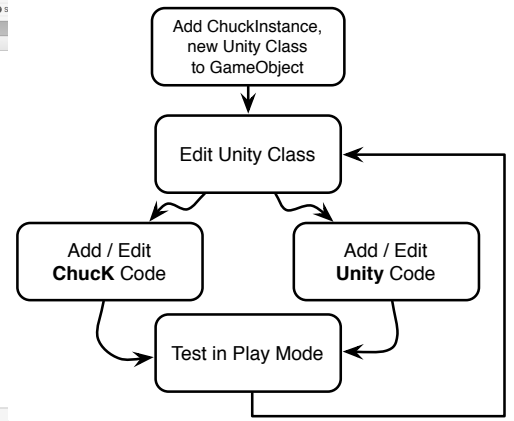 Add ChuckInstance,
new Unity Class
to GameObject
Edit Unity Class
Add / Edit
ChucK Code
Add / Edit
Unity Code
Test in Play Mode